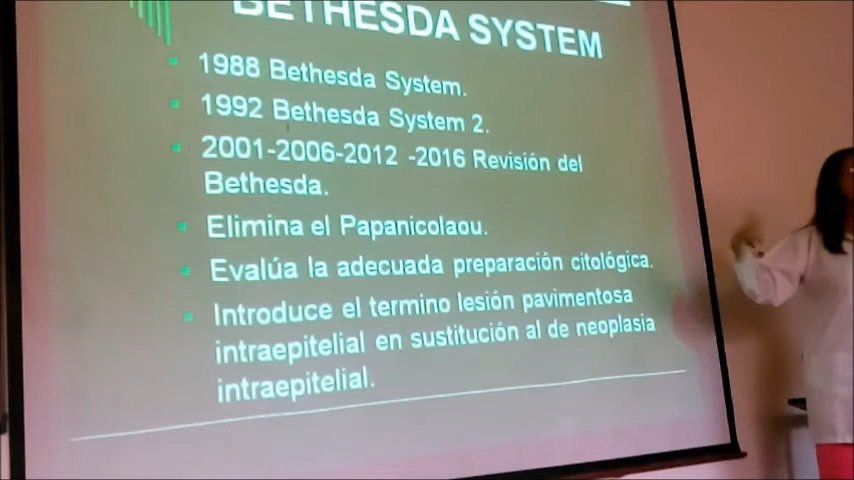 BETHESDA SYSTEM
1988 Bethesda System.
1992 Bethesda System 2.
2001-2006-2012 -2016 Revisión del
Bethesda.
Elimina el Papanicolaou.
Evalúa la adecuada preparación citológica.
Introduce el termino lesión pavimentosa
intraepitelial en sustitución al de neoplasia
intraepitelial.